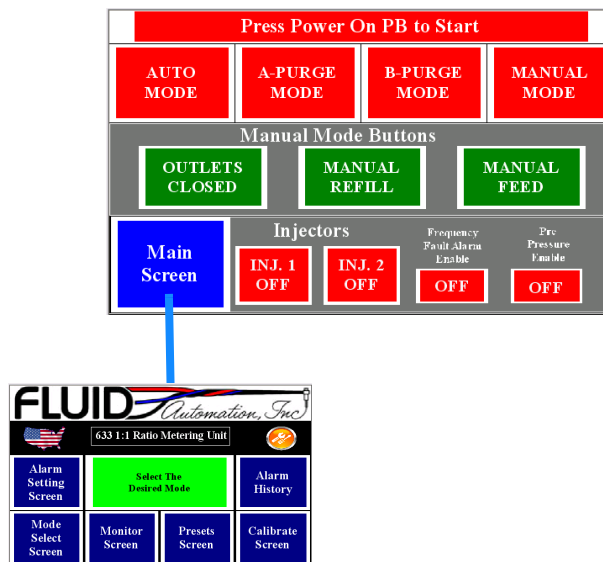 Press Power On PB to Start
AUTO MODE
A-PURGE MODE
B-PURGE MODE
MANUAL MODE
Manual Mode Buttons
OUTLETS CLOSED
MANUAL REFILL
MANUAL FEED
Main Screen
Injectors
INJ. 1 OFF
INJ. 2 OFF
Frequency Fault Alarm Enable
OFF
Pre Pressure Enable
OFF
FLUID Automation, Inc
633 1:1 Ratio Metering Unit
Alarm Setting Screen
Select The Desired Mode
Alarm History
Mode Select Screen
Monitor Screen
Presets Screen
Calibrate Screen